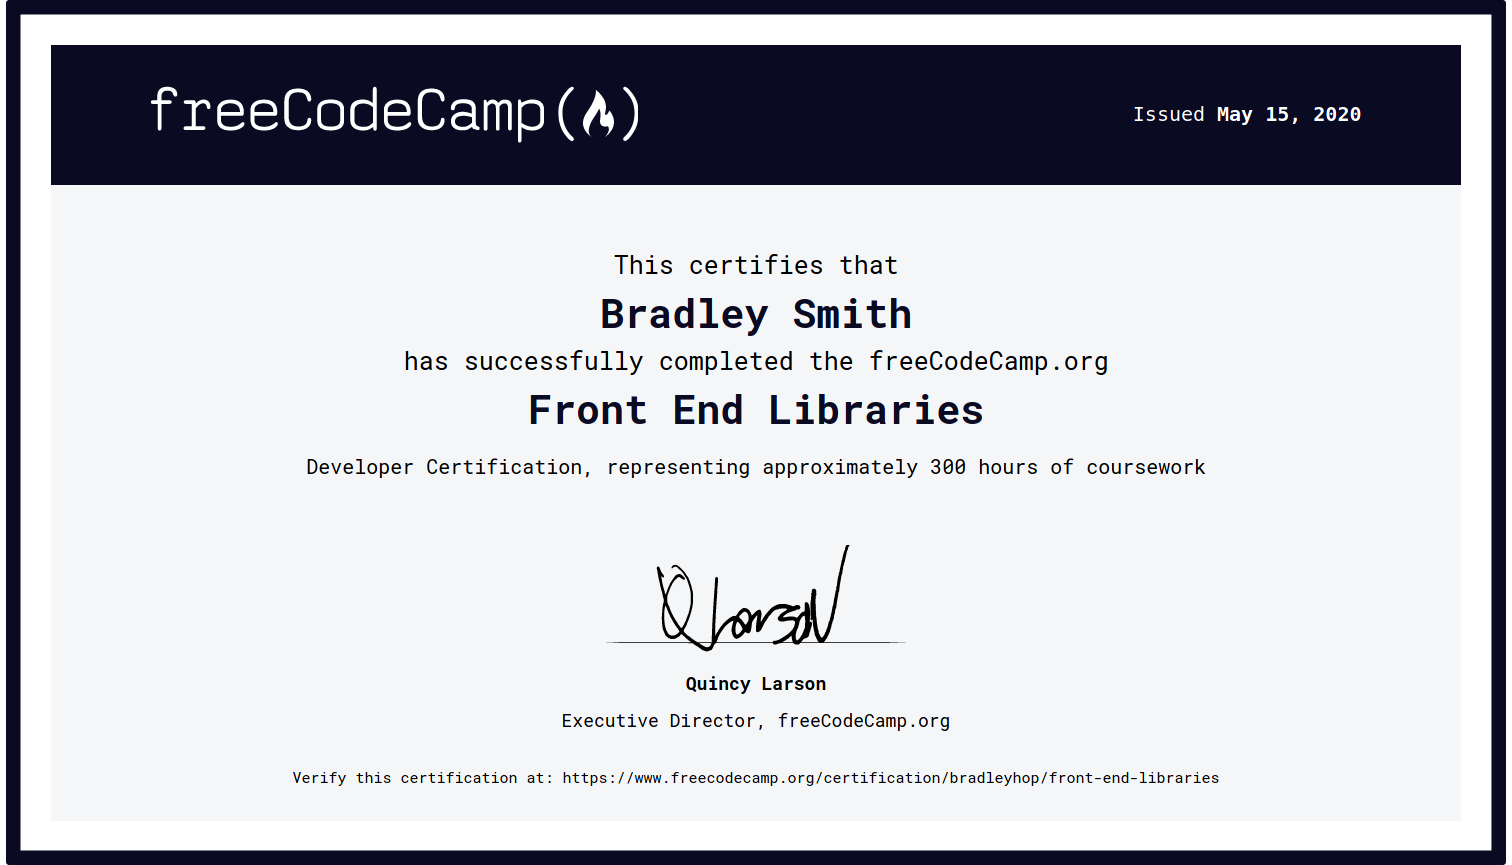 freeCodeCamp
Issued May 15, 2020
This certifies that
Bradley Smith
has successfully completed the freeCodeCamp.org
Front End Libraries
Developer Certification, representing approximately 300 hours of coursework
Q Larson
Quincy Larson
Executive Director, freeCodeCamp.org
Verify this certification at: https://www.freecodecamp.org/certification/bradleyhop/front-end-libraries